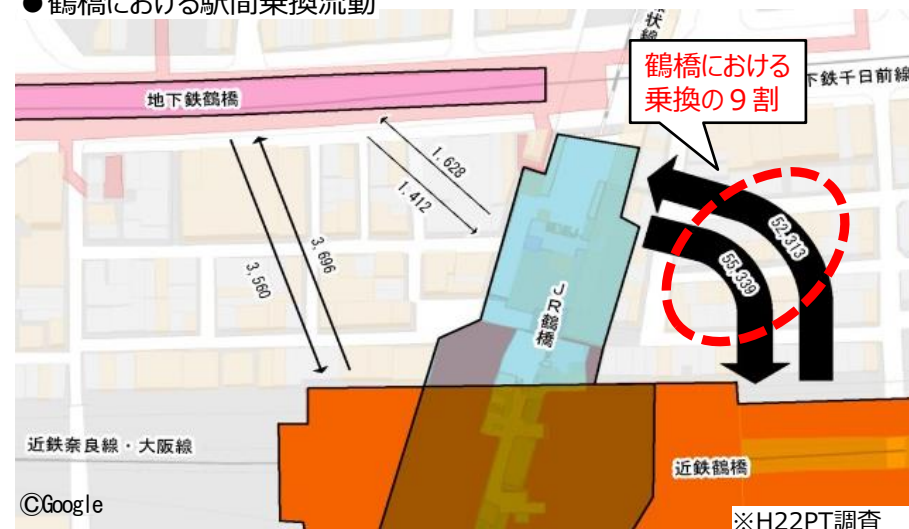 ●鶴橋における駅間乗換流動
状線
鶴橋における
乗換の９割
下鉄千日前線
地下鉄鶴橋
1,628
1,412
3,696
3,560
52,313
55,339
JR鶴橋
近鉄奈良線・大阪線
近鉄鶴橋
©Google
※H22PT調査